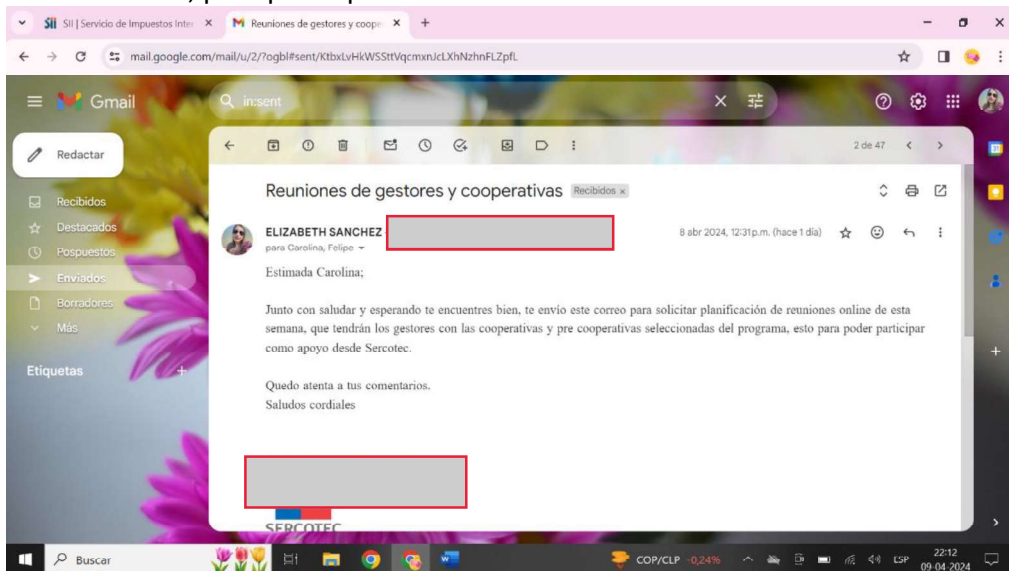 SII | Servicio de Impuestos Inter
Reuniones de gestores y coope
mail.google.com/mail/u/2/?ogbl#sent/KtbxLvHkWSSttVqcmxnJcLXhNzhnFLZpfL
Gmail
in:sent
Redactar
2 de 47
Recibidos
Destacados
Pospuestos
Enviados
Borradores
Más
Etiquetas
Reuniones de gestores y cooperativas Recibidos x
ELIZABETH SANCHEZ
8 abr 2024, 12:31 p.m. (hace 1 día)
para Carolina, Felipe
Estimada Carolina;
Junto con saludar y esperando te encuentres bien, te envío este correo para solicitar planificación de reuniones online de esta
semana, que tendrán los gestores con las cooperativas y pre cooperativas seleccionadas del programa, esto para poder participar
como apoyo desde Sercotec.
Quedo atenta a tus comentarios.
Saludos cordiales
SERCOTEC
Buscar
COP/CLP -0,24%
ESP
22:12
09-04-2024